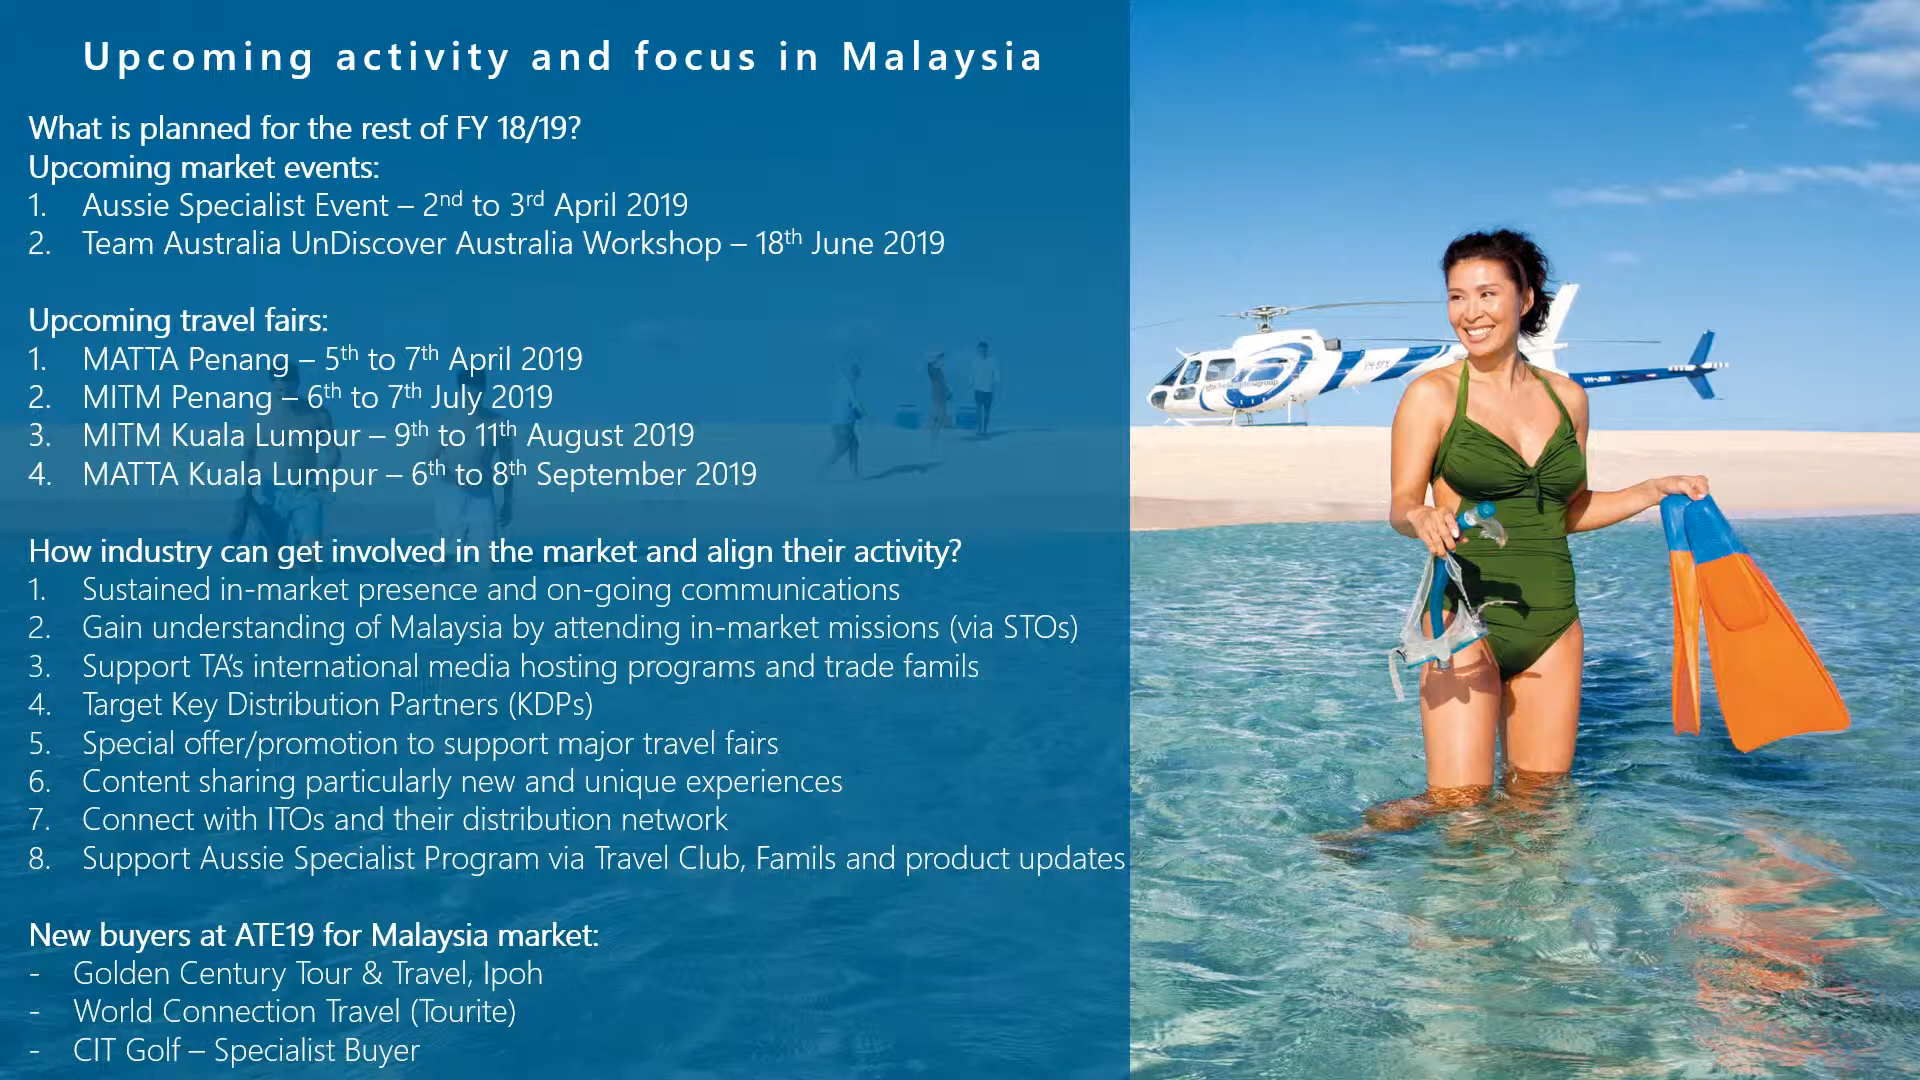 Upcoming activity and focus in Malaysia
What is planned for the rest of FY 18/19?
Upcoming market events:
1. Aussie Specialist Event – 2nd to 3rd April 2019
2. Team Australia UnDiscover Australia Workshop – 18th June 2019
Upcoming travel fairs:
1. MATTA Penang – 5th to 7th April 2019
2. MITM Penang – 6th to 7th July 2019
3. MITM Kuala Lumpur – 9th to 11th August 2019
4. MATTA Kuala Lumpur – 6th to 8th September 2019
How industry can get involved in the market and align their activity?
1. Sustained in-market presence and on-going communications
2. Gain understanding of Malaysia by attending in-market missions (via STOs)
3. Support TA's international media hosting programs and trade famils
4. Target Key Distribution Partners (KDPs)
5. Special offer/promotion to support major travel fairs
6. Content sharing particularly new and unique experiences
7. Connect with ITOs and their distribution network
8. Support Aussie Specialist Program via Travel Club, Famils and product updates
New buyers at ATE19 for Malaysia market:
- Golden Century Tour & Travel, Ipoh
- World Connection Travel (Tourite)
- CIT Golf – Specialist Buyer